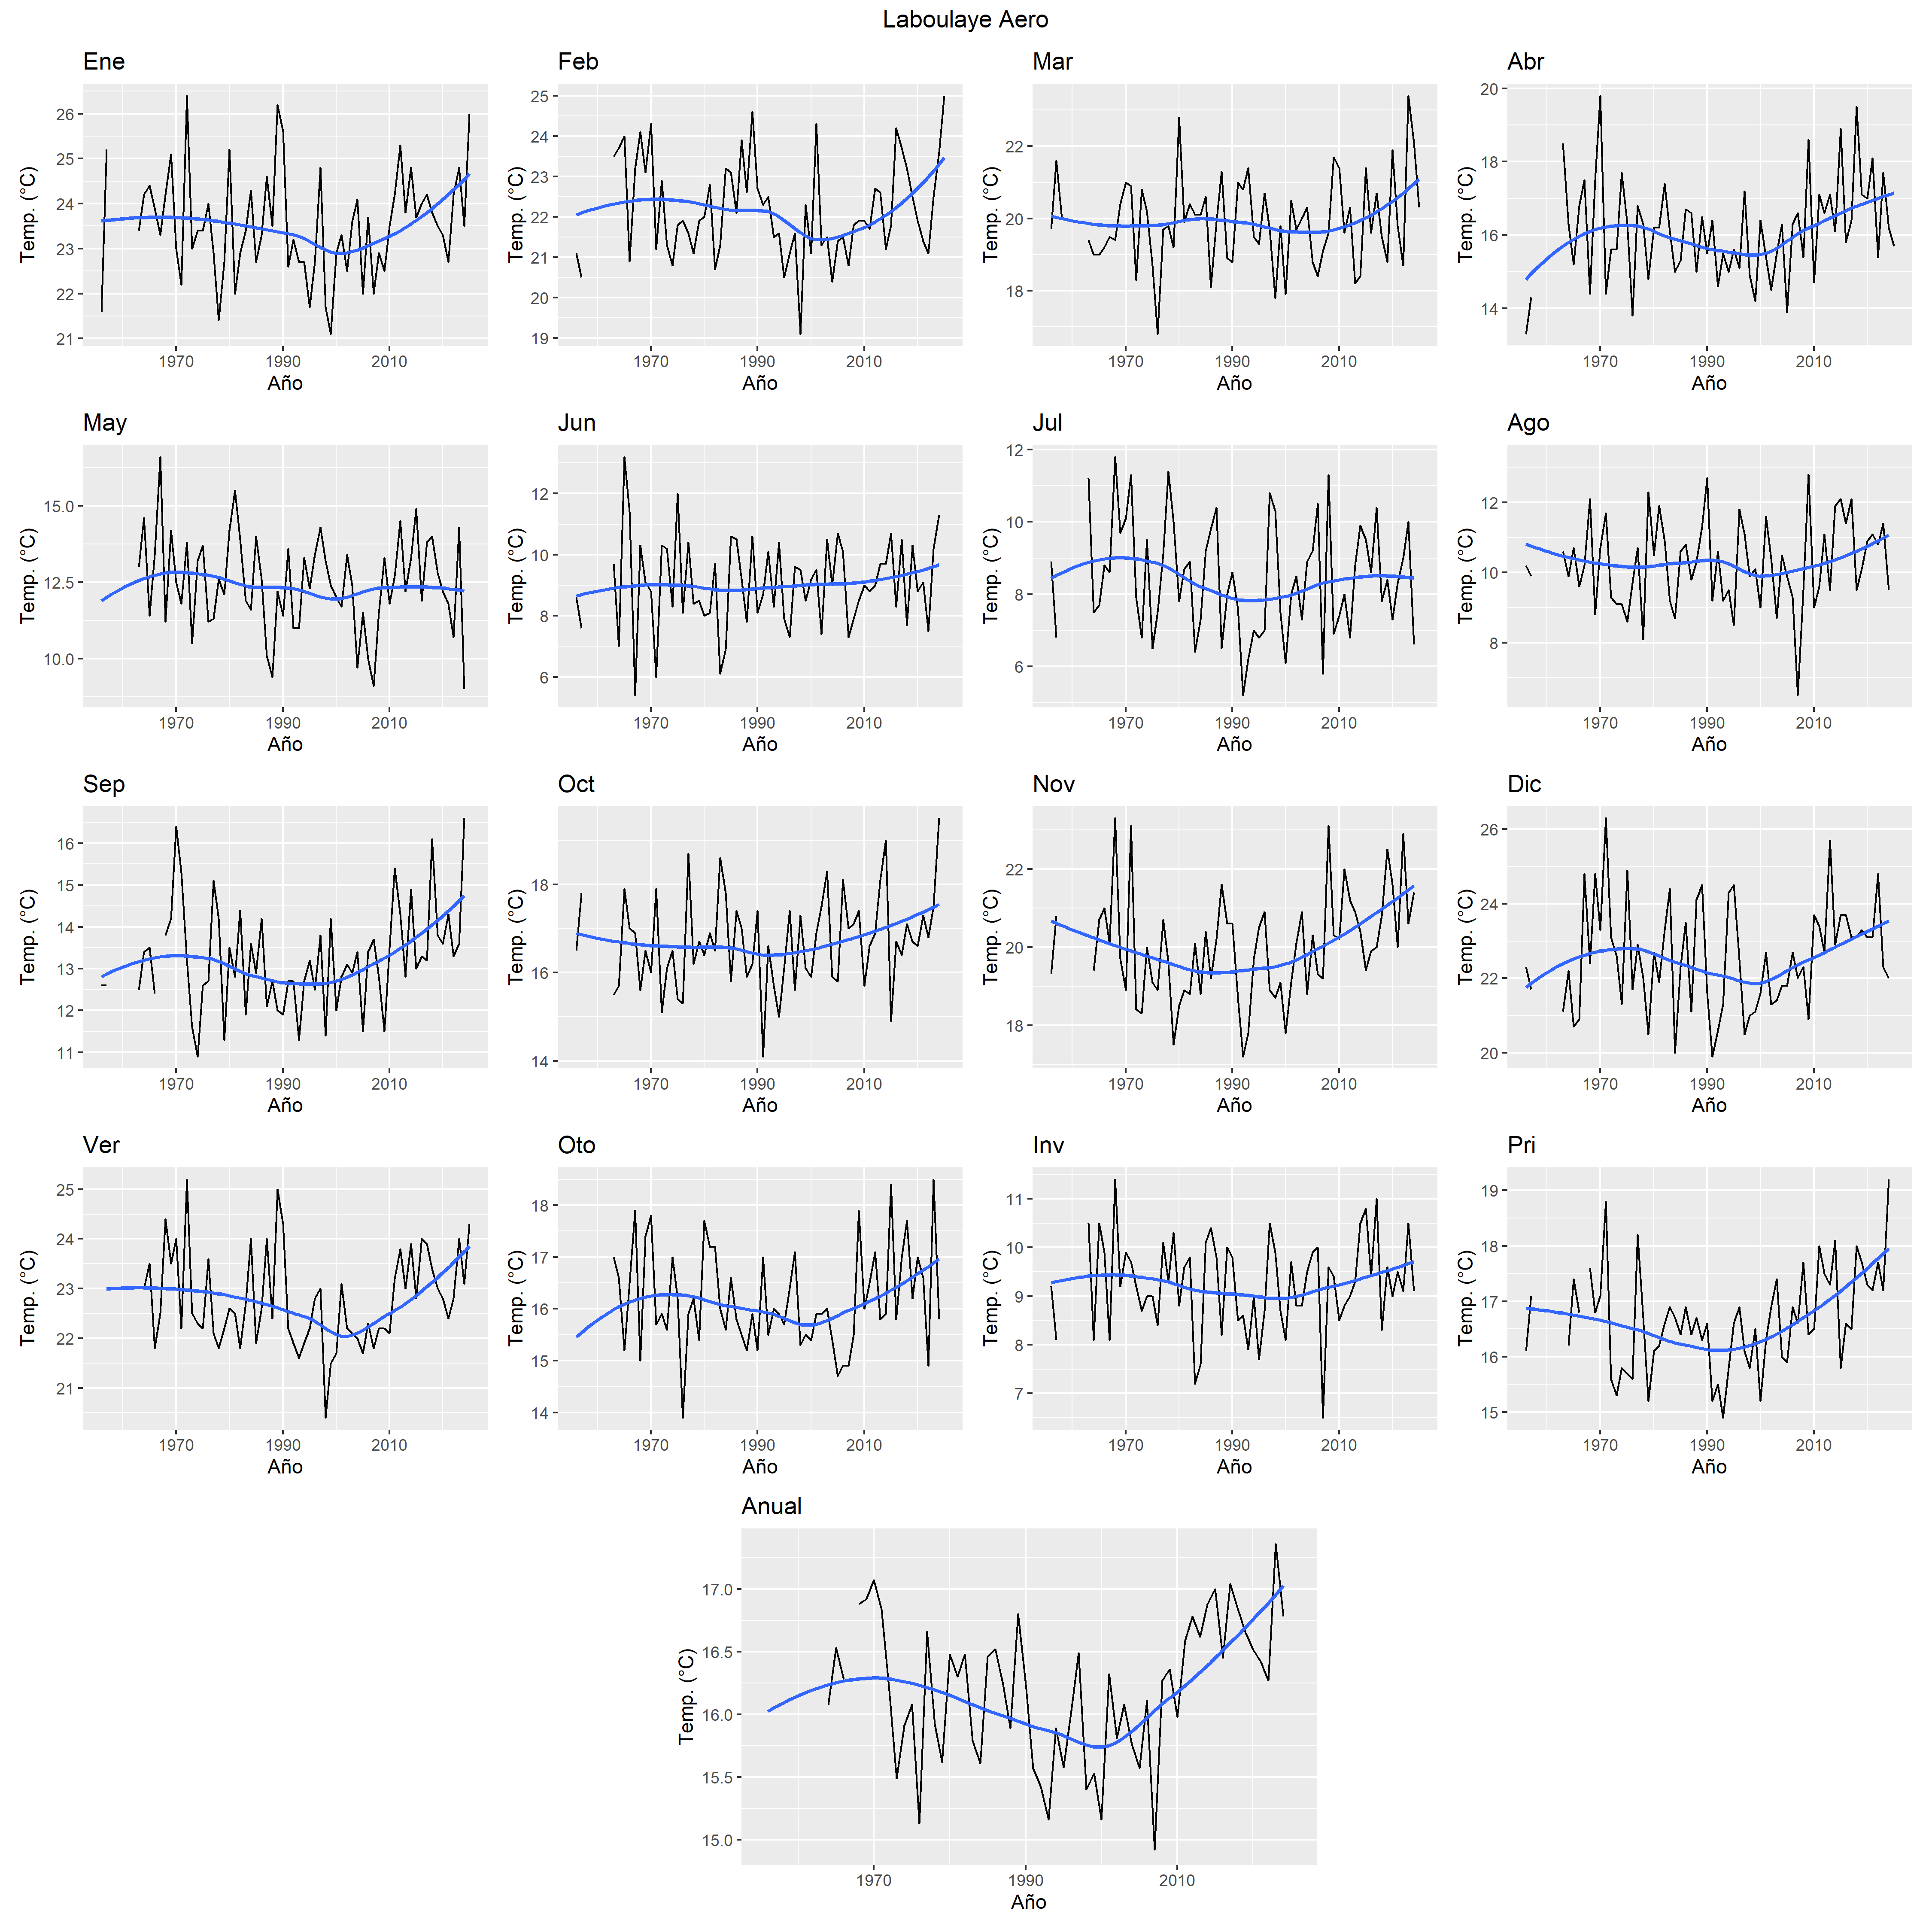 Laboulaye Aero
Ene
Feb
Mar
Abr
Temp. (°C)
26
25
24
23
22
21
1970
1990
2010
Año
Temp. (°C)
25
24
23
22
21
20
19
1970
1990
2010
Año
Temp. (°C)
22
20
18
1970
1990
2010
Año
Temp. (°C)
20
18
16
14
1970
1990
2010
Año
May
Jun
Jul
Ago
Temp. (°C)
15.0
12.5
10.0
1970
1990
2010
Año
Temp. (°C)
12
10
8
6
1970
1990
2010
Año
Temp. (°C)
12
10
8
6
1970
1990
2010
Año
Temp. (°C)
12
10
8
1970
1990
2010
Año
Sep
Oct
Nov
Dic
Temp. (°C)
16
15
14
13
12
11
1970
1990
2010
Año
Temp. (°C)
18
16
14
1970
1990
2010
Año
Temp. (°C)
22
20
18
1970
1990
2010
Año
Temp. (°C)
26
24
22
20
1970
1990
2010
Año
Ver
Oto
Inv
Pri
Temp. (°C)
25
24
23
22
21
1970
1990
2010
Año
Temp. (°C)
18
17
16
15
14
1970
1990
2010
Año
Temp. (°C)
11
10
9
8
7
1970
1990
2010
Año
Temp. (°C)
19
18
17
16
15
1970
1990
2010
Año
Anual
Temp. (°C)
17.0
16.5
16.0
15.5
15.0
1970
1990
2010
Año